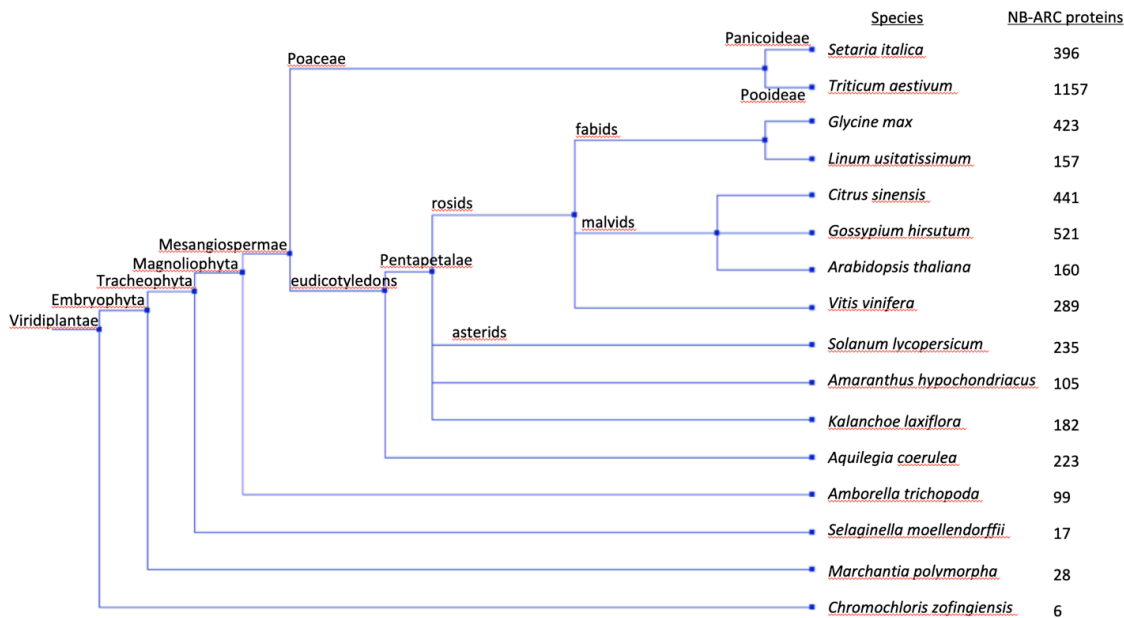 Species NB-ARC proteins
Panicoideae
Setaria italica 396
Poaceae
Triticum aestivum 1157
Pooideae
Glycine max 423
fabids
Linum usitatissimum 157
Citrus sinensis 441
rosids
malvids
Gossypium hirsutum 521
Mesangiospermae
Pentapetalae
Magnoliophyta
Arabidopsis thaliana 160
Tracheophyta
eudicotyledons
Embryophyta
Vitis vinifera 289
Viridiplantae
asterids
Solanum lycopersicum 235
Amaranthus hypochondriacus 105
Kalanchoe laxiflora 182
Aquilegia coerulea 223
Amborella trichopoda 99
Selaginella moellendorffii 17
Marchantia polymorpha 28
Chromochloris zofingiensis 6